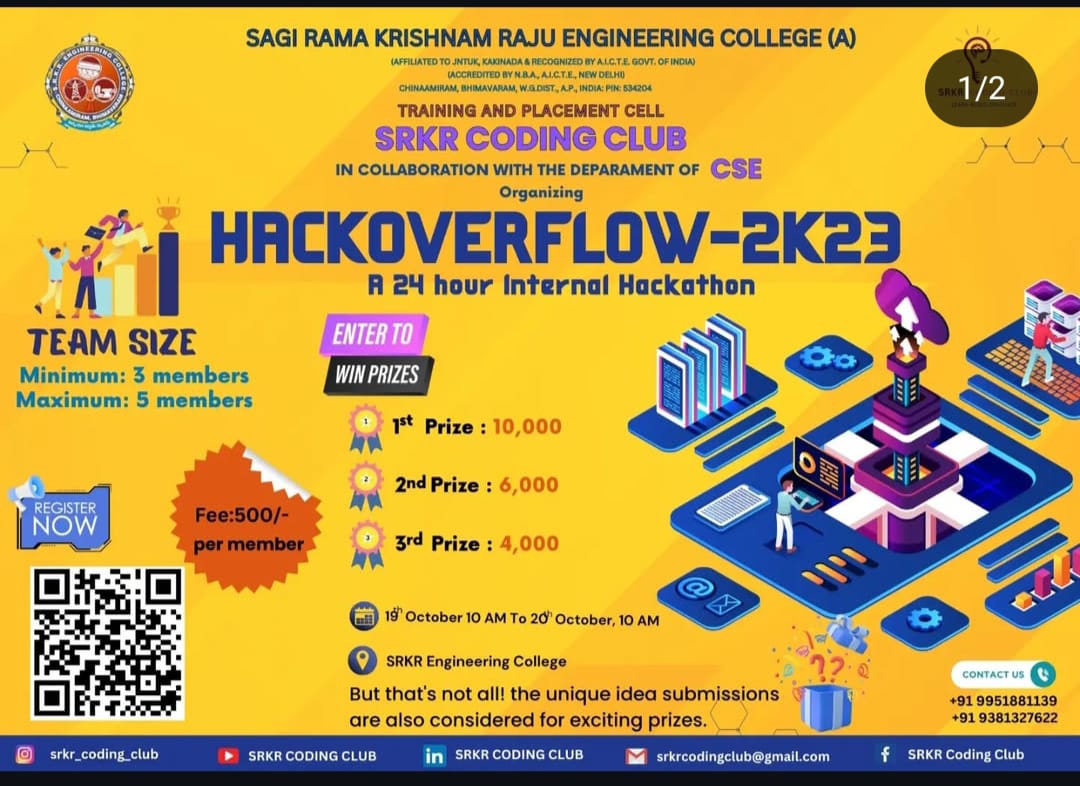 SAGI RAMA KRISHNAM RAJU ENGINEERING COLLEGE (A)
(AFFILIATED TO JNTUK, KAKINADA & RECOGNIZED BY A.I.C.T.E. GOVT. OF INDIA)
(ACCREDITED BY N.B.A., A.I.C.T.E., NEW DELHI)
CHINAAMIRAM, BHIMAVARAM, W.G.DIST., A.P., INDIA: PIN: 534204
1/2
TRAINING AND PLACEMENT CELL
SRKR CODING CLUB
IN COLLABORATION WITH THE DEPARAMENT OF CSE
Organizing
HACKOVERFLOW-2K23
A 24 hour Internal Hackathon
TEAM SIZE
Minimum: 3 members
Maximum: 5 members
ENTER TO
WIN PRIZES
1 1st Prize : 10,000
2 2nd Prize : 6,000
3 3rd Prize : 4,000
REGISTER
NOW
Fee:500/-
per member
19th October 10 AM To 20th October, 10 AM
SRKR Engineering College
But that's not all! the unique idea submissions
are also considered for exciting prizes.
CONTACT US
+91 9951881139
+91 9381327622
srkr_coding_club
SRKR CODING CLUB
SRKR CODING CLUB
srkrcodingclub@gmail.com
SRKR Coding Club